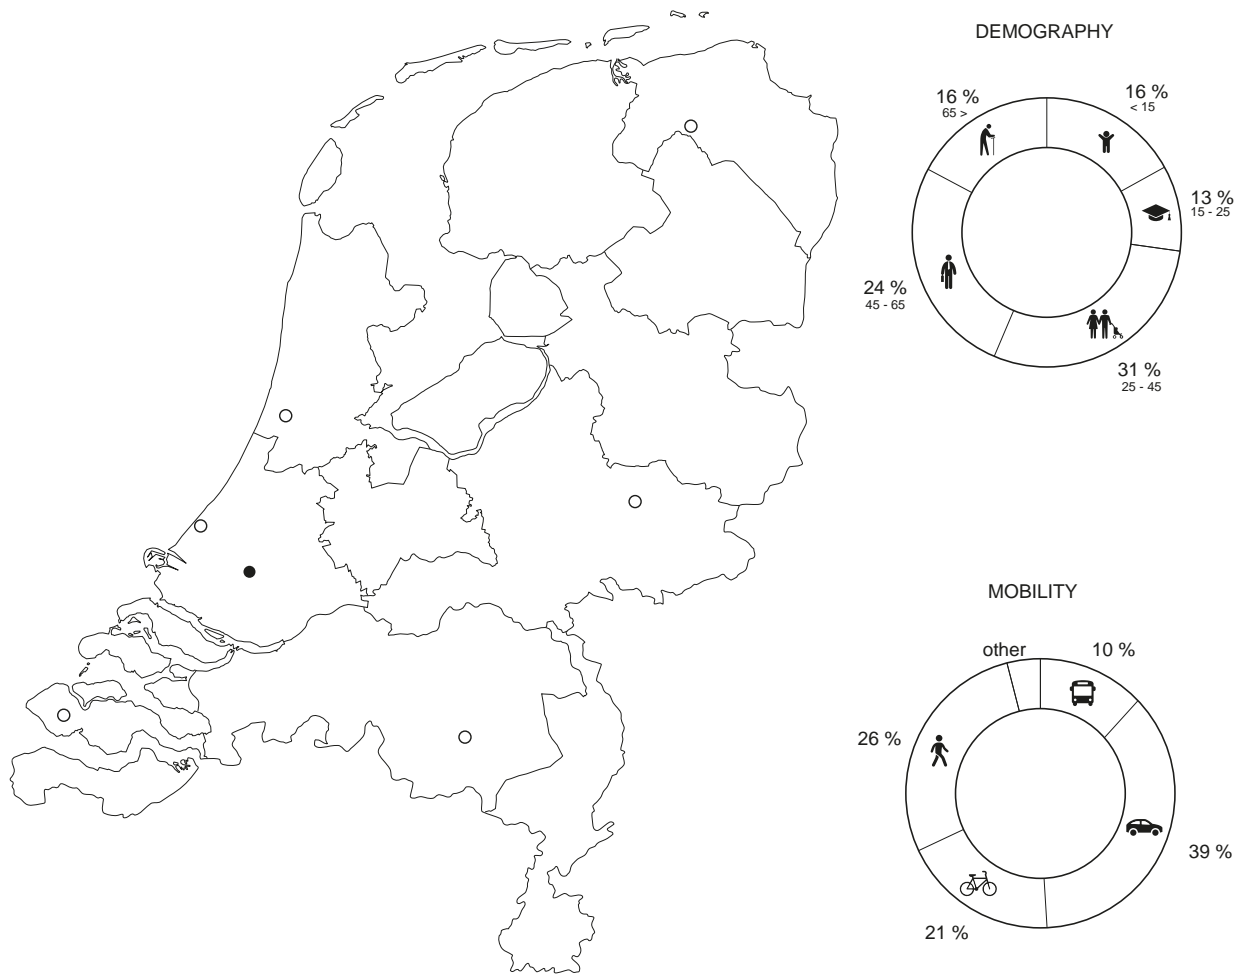 DEMOGRAPHY
16 %
65 >
16 %
< 15
13 %
15 - 25
24 %
45 - 65
31 %
25 - 45
MOBILITY
other
10 %
26 %
39 %
21 %